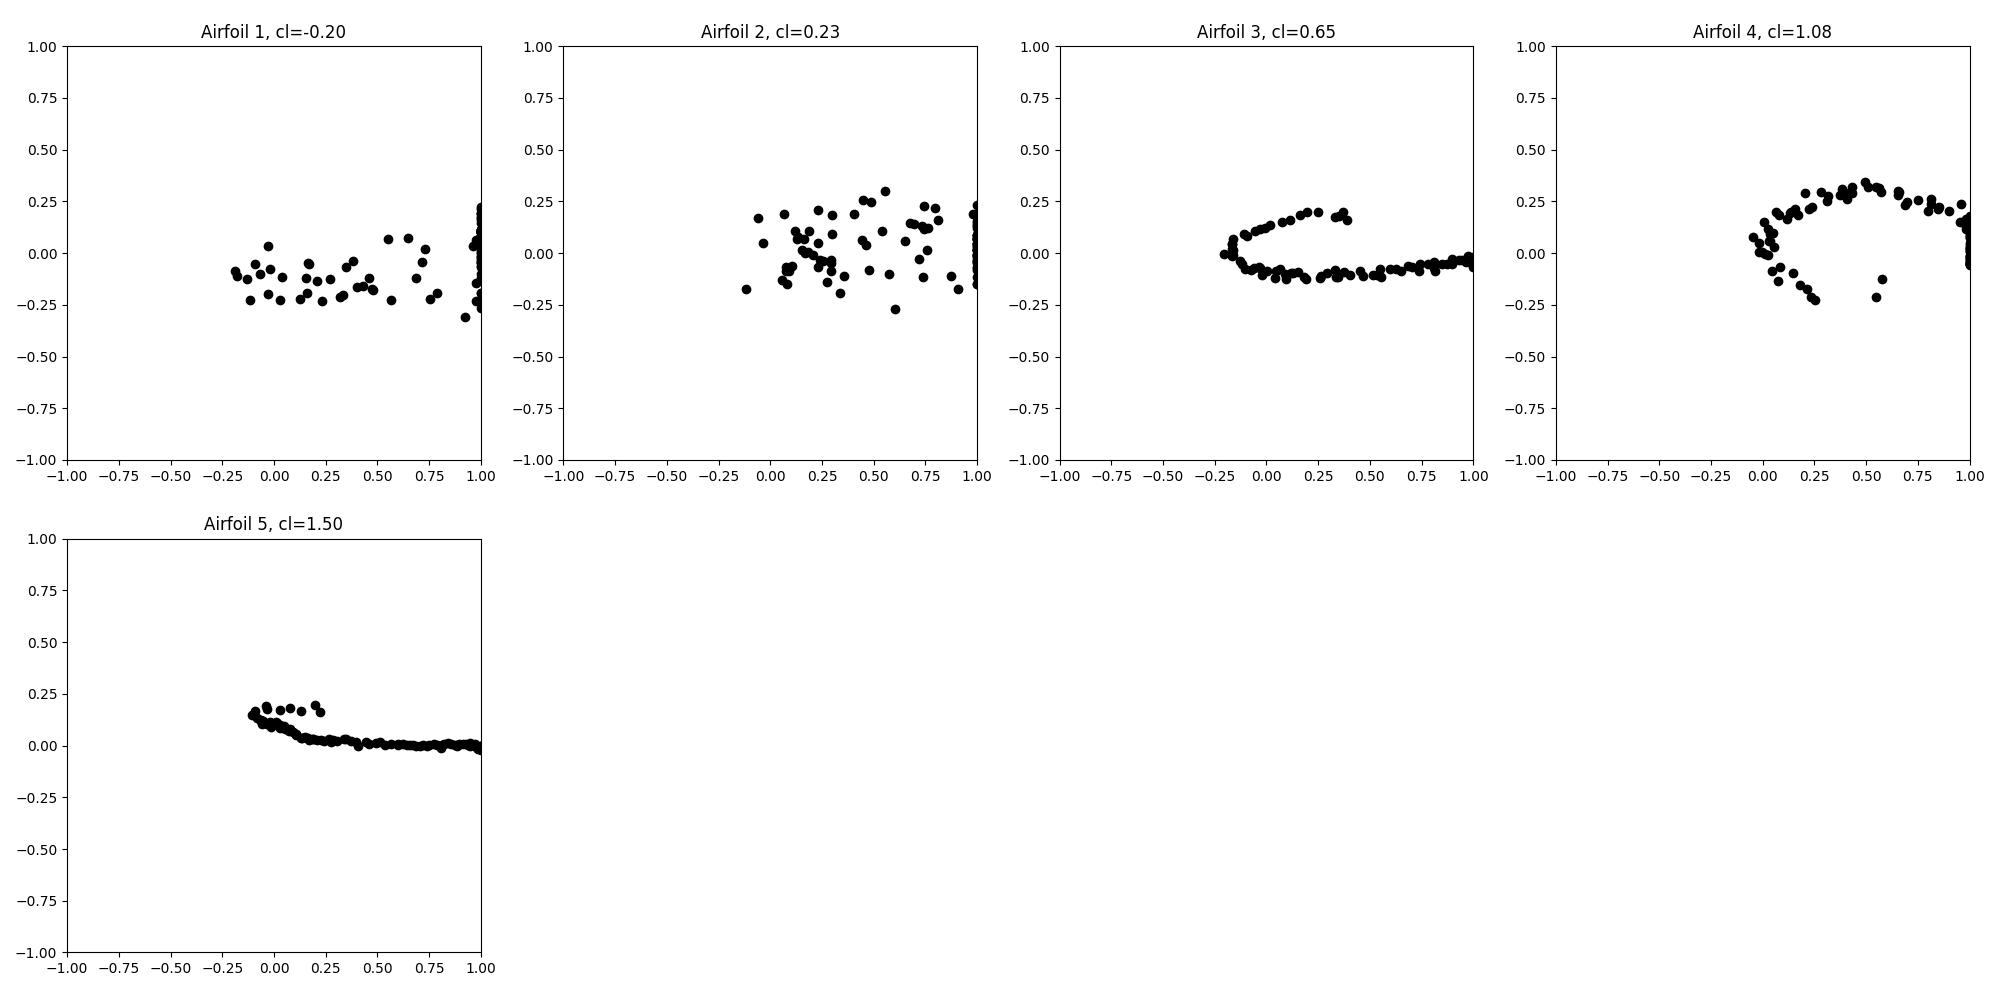 Airfoil 1, cl=-0.20
Airfoil 2, cl=0.23
Airfoil 3, cl=0.65
Airfoil 4, cl=1.08
1.00 1.00 1.00 1.00
0.75 0.75 0.75 0.75
0.50 0.50 0.50 0.50
0.25 0.25 0.25 0.25
0.00 0.00 0.00 0.00
−0.25 −0.25 −0.25 −0.25
−0.50 −0.50 −0.50 −0.50
−0.75 −0.75 −0.75 −0.75
−1.00 −1.00 −1.00 −1.00
−1.00 −0.75 −0.50 −0.25 0.00 0.25 0.50 0.75 1.00
−1.00 −0.75 −0.50 −0.25 0.00 0.25 0.50 0.75 1.00
−1.00 −0.75 −0.50 −0.25 0.00 0.25 0.50 0.75 1.00
−1.00 −0.75 −0.50 −0.25 0.00 0.25 0.50 0.75 1.00
Airfoil 5, cl=1.50
1.00
0.75
0.50
0.25
0.00
−0.25
−0.50
−0.75
−1.00
−1.00 −0.75 −0.50 −0.25 0.00 0.25 0.50 0.75 1.00